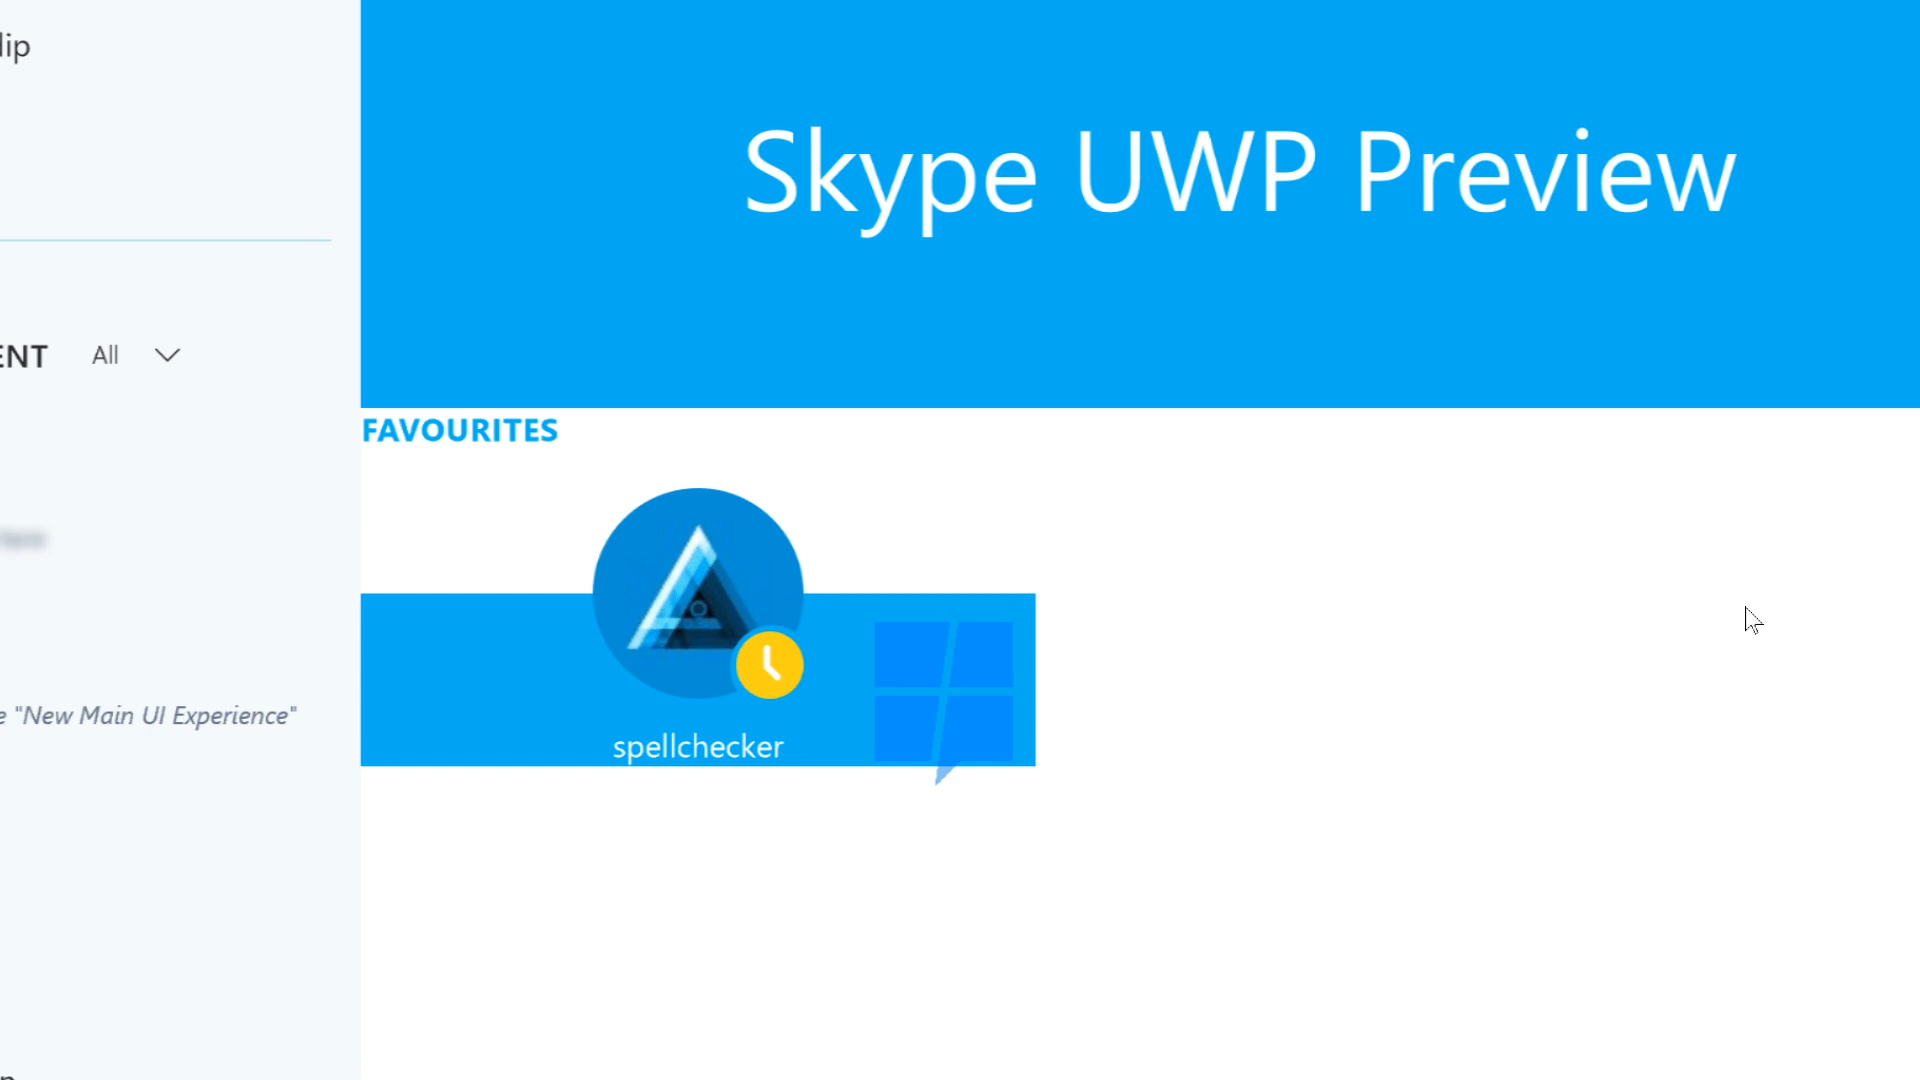 lip
Skype UWP Preview
ENT All
FAVOURITES
e "New Main UI Experience"
spellchecker